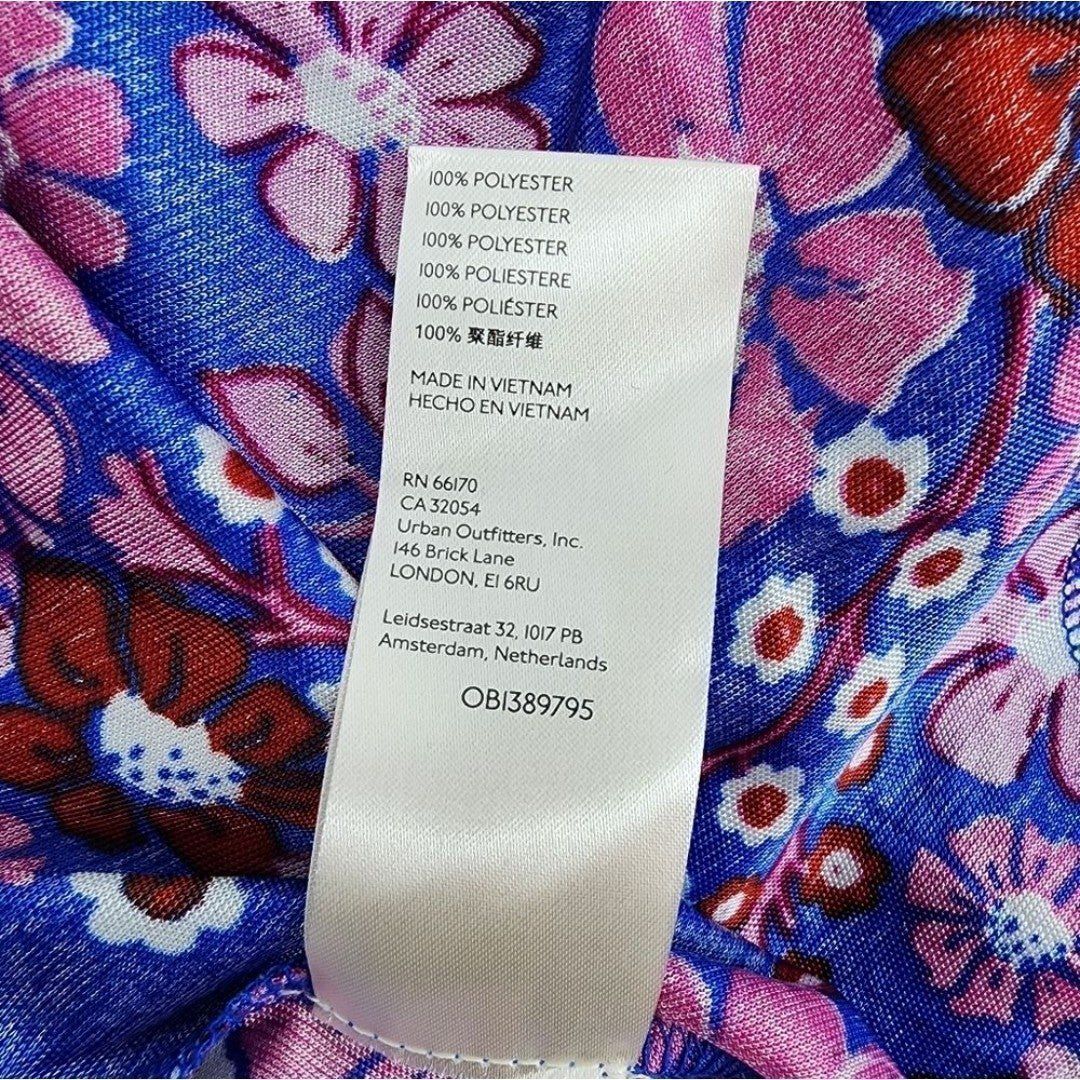 100% POLYESTER
100% POLYESTER
100% POLYESTER
100% POLIESTERE
100% POLIÉSTER
100% 聚酯纤维
MADE IN VIETNAM
HECHO EN VIETNAM
RN 66170
CA 32054
Urban Outfitters, Inc.
146 Brick Lane
LONDON, E1 6RU
Leidsestraat 32, 1017 PB
Amsterdam, Netherlands
OB1389795